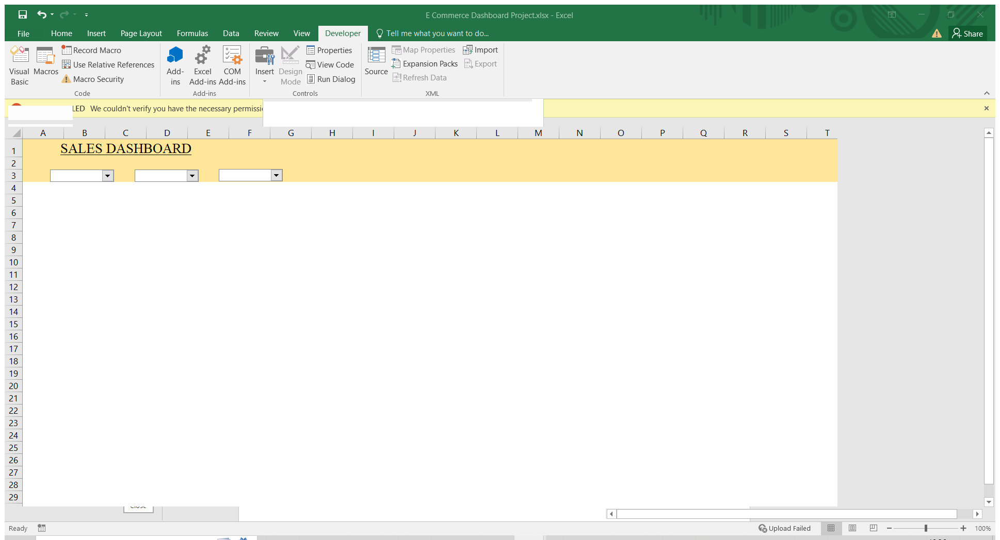 E Commerce Dashboard Project.xlsx - Excel
File Home Insert Page Layout Formulas Data Review View Developer Tell me what you want to do... Share
Visual Basic
Macros
Record Macro
Use Relative References
Macro Security
Code
Add-ins
Excel Add-ins
COM Add-ins
Add-ins
Insert
Design Mode
Properties
View Code
Run Dialog
Controls
Source
Map Properties
Expansion Packs
Refresh Data
Import
Export
XML
LED We couldn't verify you have the necessary
A B C D E F G H I J K L M N O P Q R S T
SALES DASHBOARD
1
2
3
4
5
6
7
8
9
10
11
12
13
14
15
16
17
18
19
20
21
22
23
24
25
26
27
28
29
Ready
Upload Failed
100%